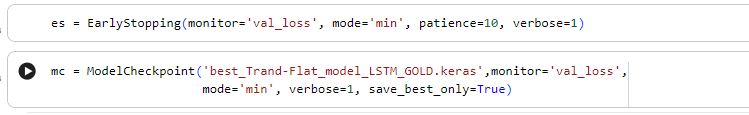 es = EarlyStopping(monitor='val_loss', mode='min', patience=10, verbose=1)
mc = ModelCheckpoint('best_Trand-Flat_model_LSTM_GOLD.keras',monitor='val_loss',
mode='min', verbose=1, save_best_only=True)